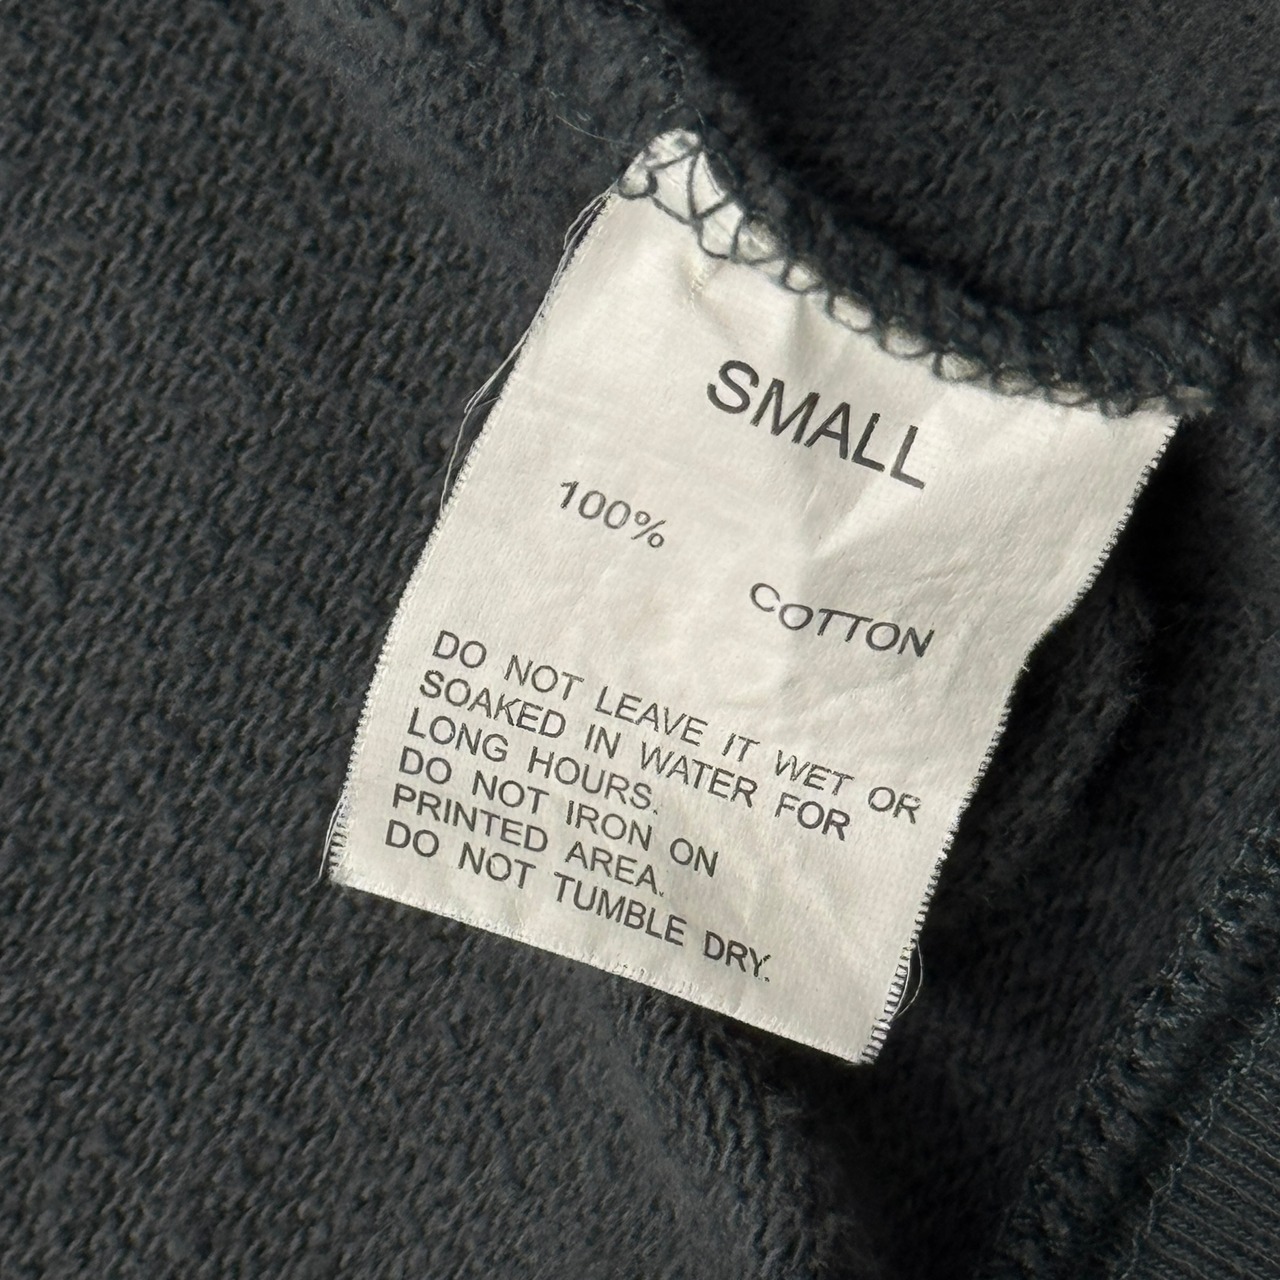 SMALL
100%
COTTON
DO NOT LEAVE IT WET OR
SOAKED IN WATER FOR
LONG HOURS.
DO NOT IRON ON
PRINTED AREA.
DO NOT TUMBLE DRY.